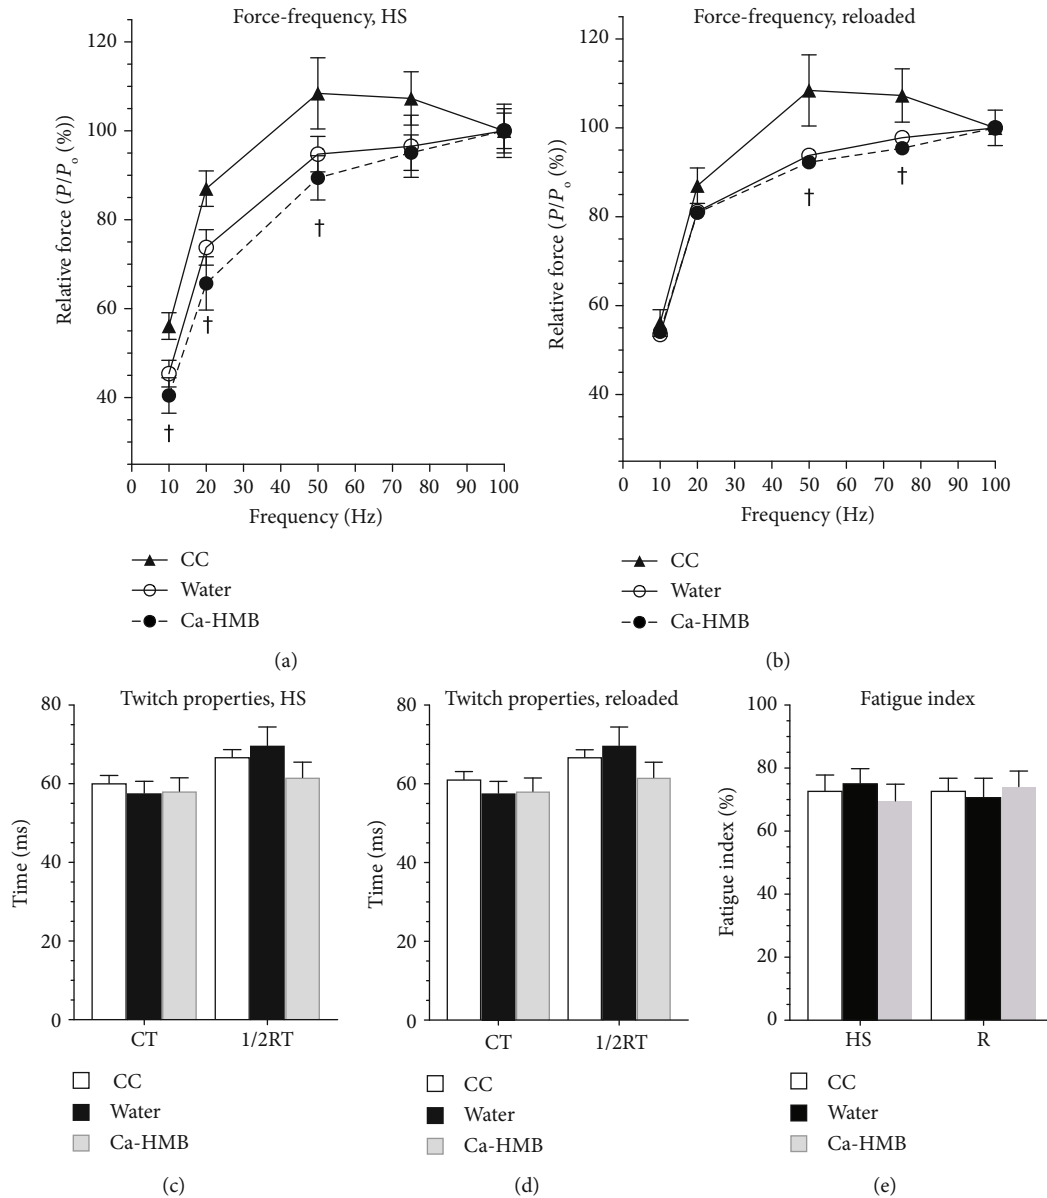 Force-frequency, HS
Relative force (P/Po (%))
120
100
80
60
40
†
†
†
0 10 20 30 40 50 60 70 80 90 100
Frequency (Hz)
CC
Water
Ca-HMB
(a)
Force-frequency, reloaded
Relative force (P/Po (%))
120
100
80
60
40
†
†
0 10 20 30 40 50 60 70 80 90 100
Frequency (Hz)
CC
Water
Ca-HMB
(b)
Twitch properties, HS
Time (ms)
80
60
40
20
0
CT 1/2RT
CC
Water
Ca-HMB
(c)
Twitch properties, reloaded
Time (ms)
80
60
40
20
0
CT 1/2RT
CC
Water
Ca-HMB
(d)
Fatigue index
Fatigue index (%)
100
80
60
40
20
0
HS R
CC
Water
Ca-HMB
(e)